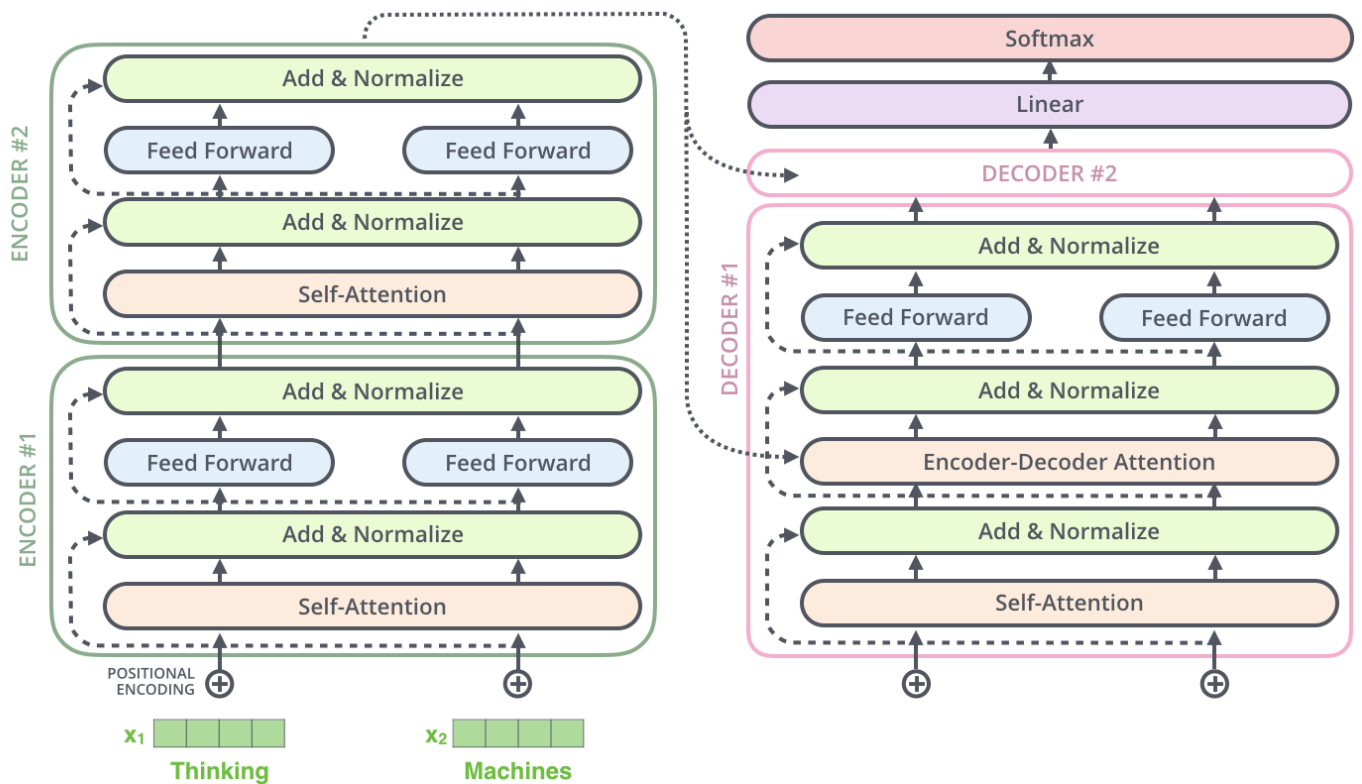 ENCODER #2
Add & Normalize
Feed Forward
Feed Forward
Add & Normalize
Self-Attention
ENCODER #1
Add & Normalize
Feed Forward
Feed Forward
Add & Normalize
Self-Attention
POSITIONAL
ENCODING
x1
x2
Thinking
Machines
Softmax
Linear
DECODER #2
DECODER #1
Add & Normalize
Feed Forward
Feed Forward
Add & Normalize
Encoder-Decoder Attention
Add & Normalize
Self-Attention